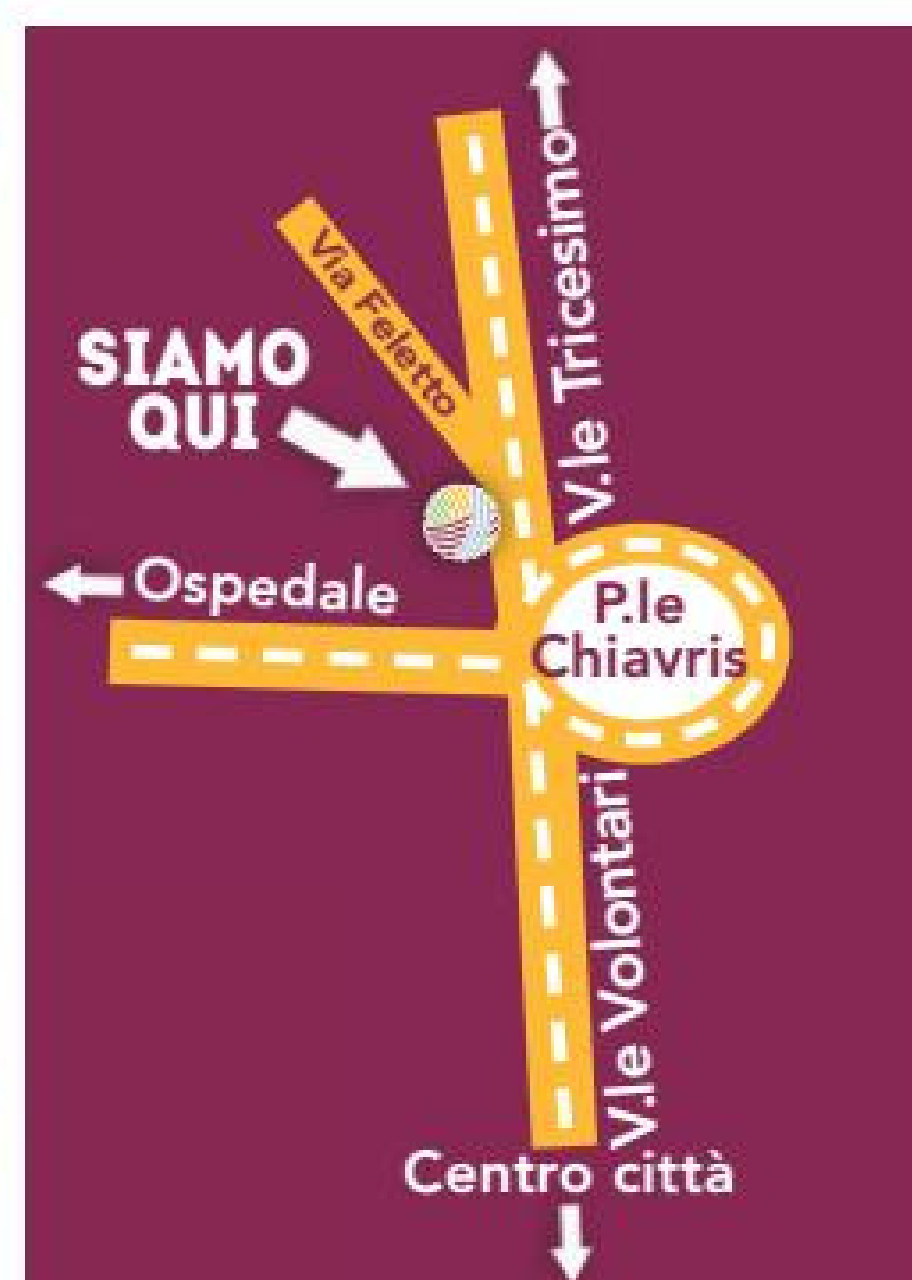 V.le Tricesimo
Via Feletto
SIAMO
QUI
Ospedale
P.le
Chiavris
V.le Volontari
Centro città